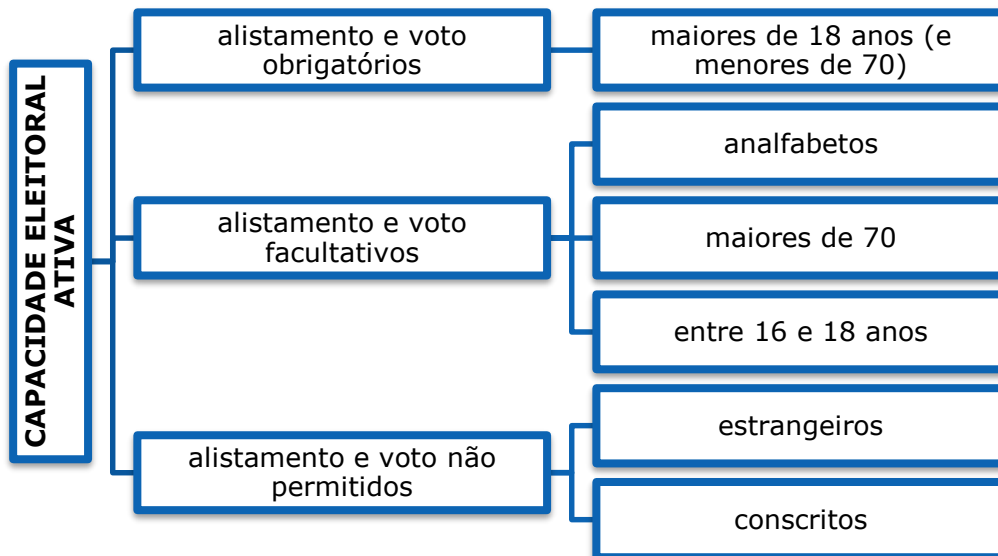 CAPACIDADE ELEITORAL
ATIVA
alistamento e voto
obrigatórios
maiores de 18 anos (e
menores de 70)
alistamento e voto
facultativos
analfabetos
maiores de 70
entre 16 e 18 anos
alistamento e voto não
permitidos
estrangeiros
conscritos